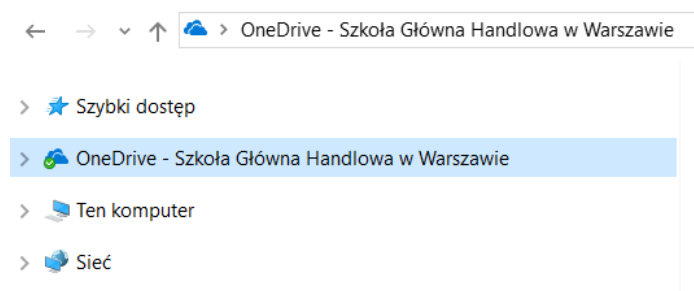 OneDrive - Szkoła Główna Handlowa w Warszawie
Szybki dostęp
OneDrive - Szkoła Główna Handlowa w Warszawie
Ten komputer
Sieć